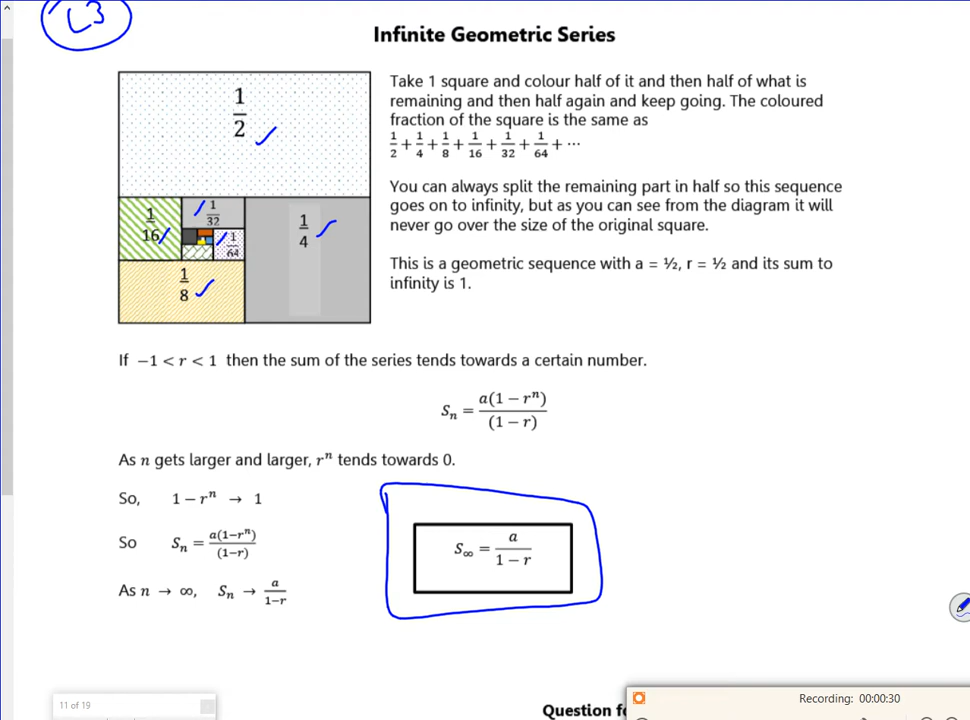 L3
Infinite Geometric Series
1/2
1/16
1/32
1/64
1/4
1/8
Take 1 square and colour half of it and then half of what is
remaining and then half again and keep going. The coloured
fraction of the square is the same as
1/2 + 1/4 + 1/8 + 1/16 + 1/32 + 1/64 + ⋯
You can always split the remaining part in half so this sequence
goes on to infinity, but as you can see from the diagram it will
never go over the size of the original square.
This is a geometric sequence with a = ½, r = ½ and its sum to
infinity is 1.
If −1 < r < 1 then the sum of the series tends towards a certain number.
Sₙ = a(1 − rⁿ)/(1 − r)
As n gets larger and larger, rⁿ tends towards 0.
So, 1 − rⁿ → 1
So Sₙ = a(1−rⁿ)/(1−r)
As n → ∞, Sₙ → a/(1−r)
S∞ = a/(1 − r)
11 of 19
Recording: 00:00:30
Question